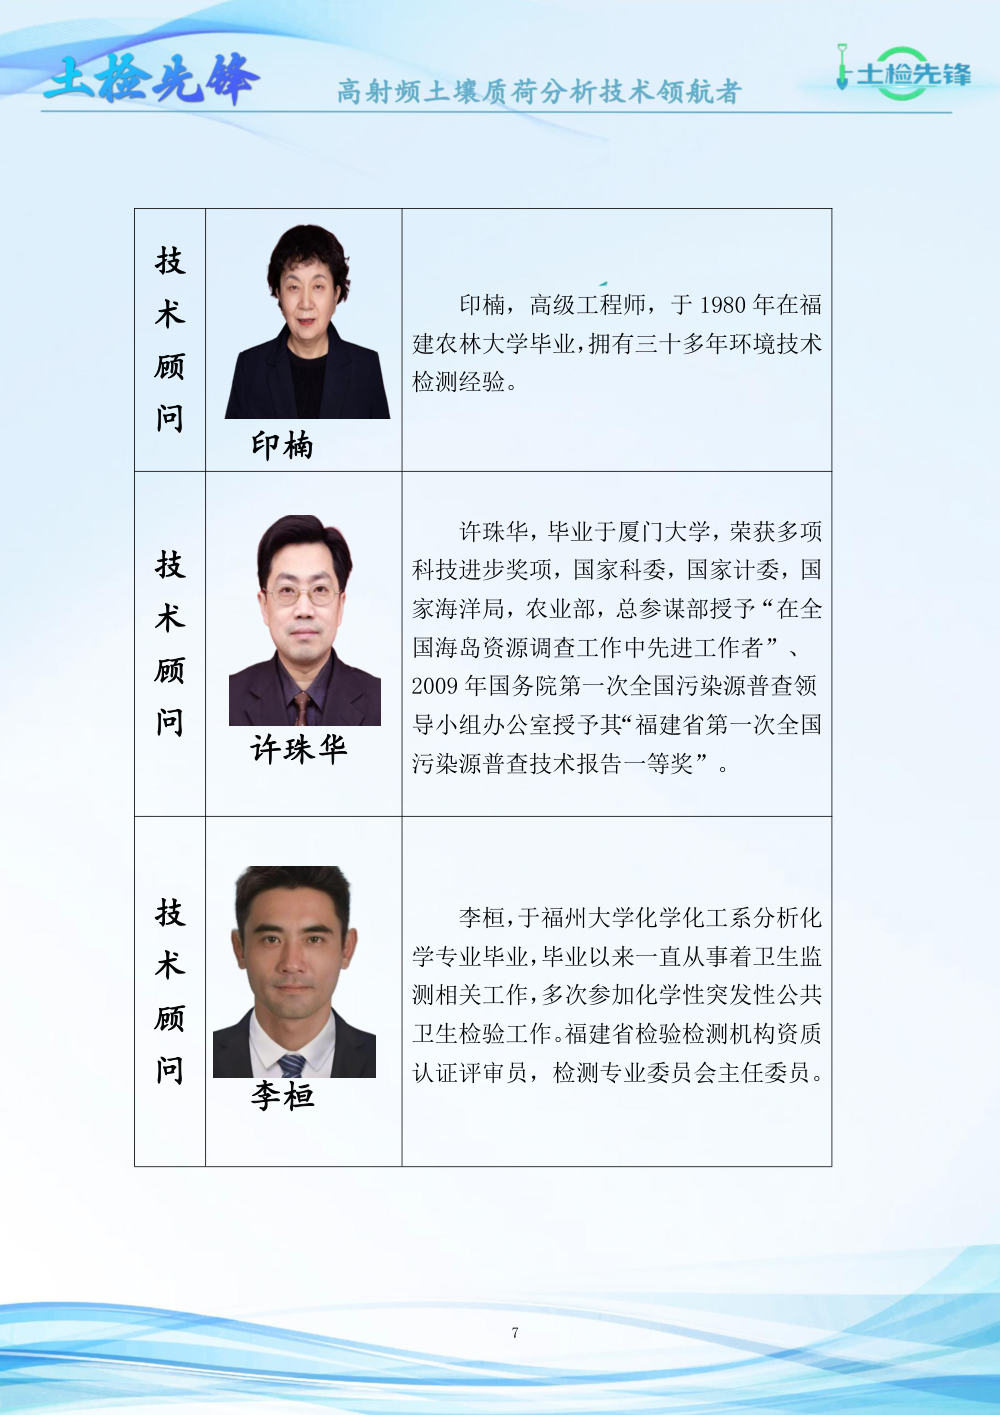 土检先锋
高射频土壤质荷分析技术领航者
土检先锋
技
术
顾
问
印楠
印楠，高级工程师，于 1980 年在福
建农林大学毕业，拥有三十多年环境技术
检测经验。
技
术
顾
问
许珠华
许珠华，毕业于厦门大学，荣获多项
科技进步奖项，国家科委，国家计委，国
家海洋局，农业部，总参谋部授予“在全
国海岛资源调查工作中先进工作者”、
2009 年国务院第一次全国污染源普查领
导小组办公室授予其“福建省第一次全国
污染源普查技术报告一等奖”。
技
术
顾
问
李桓
李桓，于福州大学化学化工系分析化
学专业毕业，毕业以来一直从事着卫生监
测相关工作，多次参加化学性突发性公共
卫生检验工作。福建省检验检测机构资质
认证评审员，检测专业委员会主任委员。
7